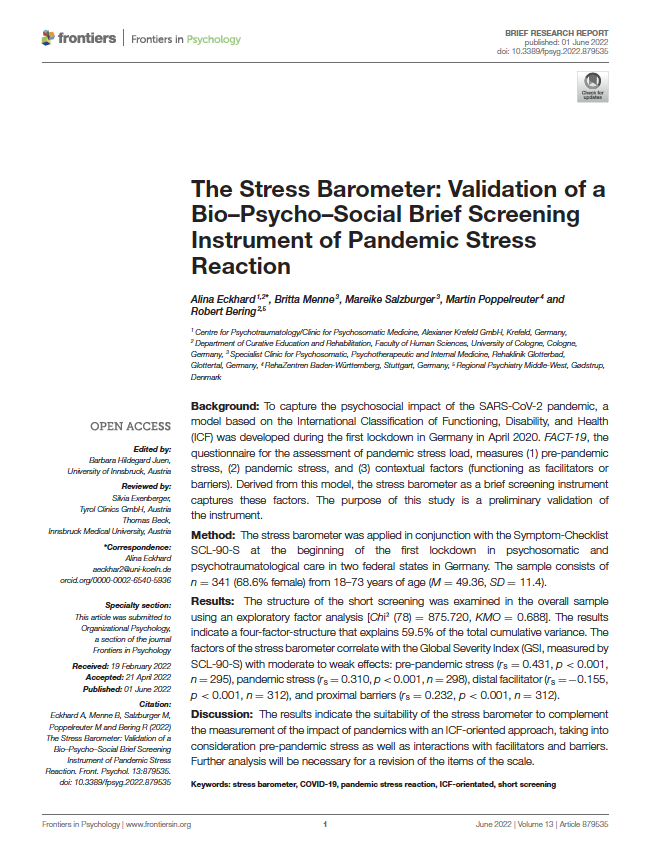 frontiers | Frontiers in Psychology
BRIEF RESEARCH REPORT
published: 01 June 2022
doi: 10.3389/fpsyg.2022.879535
Check for
updates
The Stress Barometer: Validation of a
Bio–Psycho–Social Brief Screening
Instrument of Pandemic Stress
Reaction
Alina Eckhard 1,2*, Britta Menne 3, Mareike Salzburger 3, Martin Poppelreuter 4 and
Robert Bering 2,5
1 Centre for Psychotraumatology/Clinic for Psychosomatic Medicine, Alexianer Krefeld GmbH, Krefeld, Germany,
2 Department of Curative Education and Rehabilitation, Faculty of Human Sciences, University of Cologne, Cologne,
Germany, 3 Specialist Clinic for Psychosomatic, Psychotherapeutic and Internal Medicine, Rehaklinik Glotterbad,
Glottertal, Germany, 4 RehaZentren Baden-Württemberg, Stuttgart, Germany, 5 Regional Psychiatry Middle-West, Gødstrup,
Denmark
OPEN ACCESS
Edited by:
Barbara Hildegard Juen,
University of Innsbruck, Austria
Reviewed by:
Silvia Exenberger,
Tyrol Clinics GmbH, Austria
Thomas Beck,
Innsbruck Medical University, Austria
*Correspondence:
Alina Eckhard
aeckhar2@uni-koeln.de
orcid.org/0000-0002-6540-5936
Specialty section:
This article was submitted to
Organizational Psychology,
a section of the journal
Frontiers in Psychology
Received: 19 February 2022
Accepted: 21 April 2022
Published: 01 June 2022
Citation:
Eckhard A, Menne B, Salzburger M,
Poppelreuter M and Bering R (2022)
The Stress Barometer: Validation of a
Bio–Psycho–Social Brief Screening
Instrument of Pandemic Stress
Reaction. Front. Psychol. 13:879535.
doi: 10.3389/fpsyg.2022.879535
Background: To capture the psychosocial impact of the SARS-CoV-2 pandemic, a
model based on the International Classification of Functioning, Disability, and Health
(ICF) was developed during the first lockdown in Germany in April 2020. FACT-19, the
questionnaire for the assessment of pandemic stress load, measures (1) pre-pandemic
stress, (2) pandemic stress, and (3) contextual factors (functioning as facilitators or
barriers). Derived from this model, the stress barometer as a brief screening instrument
captures these factors. The purpose of this study is a preliminary validation of
the instrument.
Method: The stress barometer was applied in conjunction with the Symptom-Checklist
SCL-90-S at the beginning of the first lockdown in psychosomatic and
psychotraumatological care in two federal states in Germany. The sample consists of
n = 341 (68.6% female) from 18–73 years of age (M = 49.36, SD = 11.4).
Results: The structure of the short screening was examined in the overall sample
using an exploratory factor analysis [Chi² (78) = 875.720, KMO = 0.688]. The results
indicate a four-factor-structure that explains 59.5% of the total cumulative variance. The
factors of the stress barometer correlate with the Global Severity Index (GSI, measured by
SCL-90-S) with moderate to weak effects: pre-pandemic stress (rs = 0.431, p < 0.001,
n = 295), pandemic stress (rs = 0.310, p < 0.001, n = 298), distal facilitator (rs = −0.155,
p < 0.001, n = 312), and proximal barriers (rs = 0.232, p < 0.001, n = 312).
Discussion: The results indicate the suitability of the stress barometer to complement
the measurement of the impact of pandemics with an ICF-oriented approach, taking into
consideration pre-pandemic stress as well as interactions with facilitators and barriers.
Further analysis will be necessary for a revision of the items of the scale.
Keywords: stress barometer, COVID-19, pandemic stress reaction, ICF-orientated, short screening
Frontiers in Psychology | www.frontiersin.org
1
June 2022 | Volume 13 | Article 879535